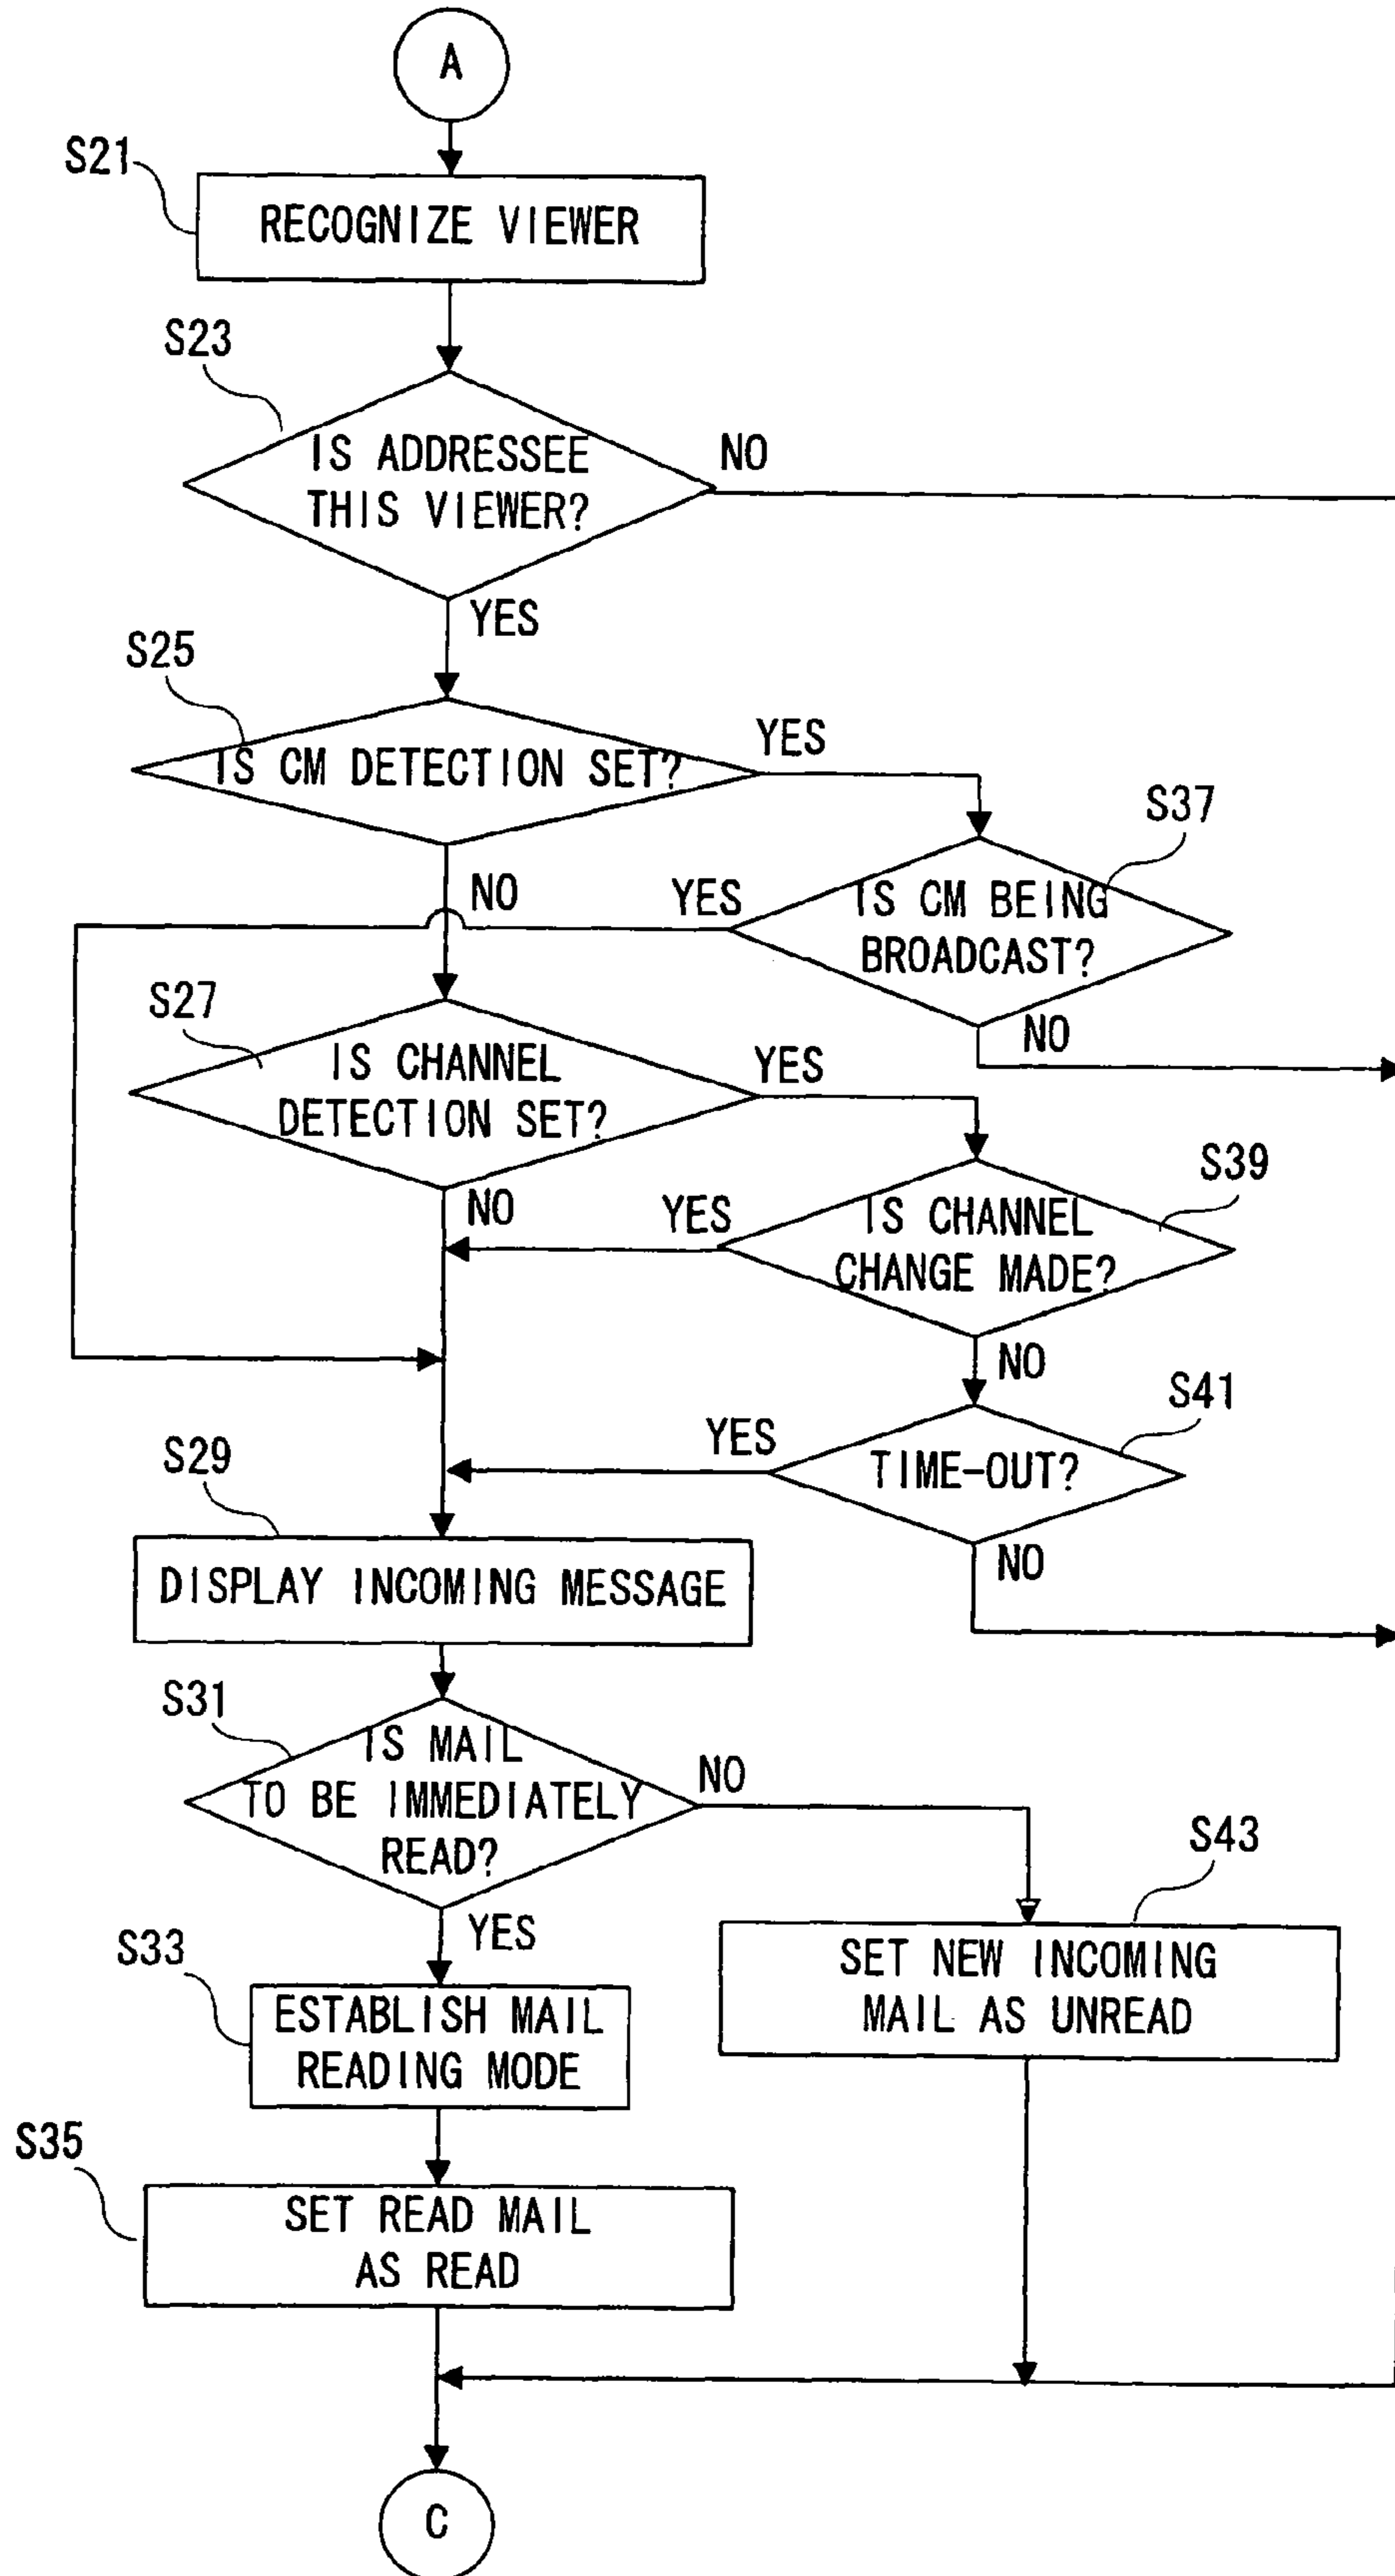 A
S21
RECOGNIZE VIEWER
S23
IS ADDRESSEE
THIS VIEWER?
NO
YES
S25
IS CM DETECTION SET?
YES
NO
S37
IS CM BEING
BROADCAST?
YES
NO
S27
IS CHANNEL
DETECTION SET?
YES
NO
S39
IS CHANNEL
CHANGE MADE?
YES
NO
S41
TIME-OUT?
YES
NO
S29
DISPLAY INCOMING MESSAGE
S31
IS MAIL
TO BE IMMEDIATELY
READ?
NO
YES
S43
SET NEW INCOMING
MAIL AS UNREAD
S33
ESTABLISH MAIL
READING MODE
S35
SET READ MAIL
AS READ
C